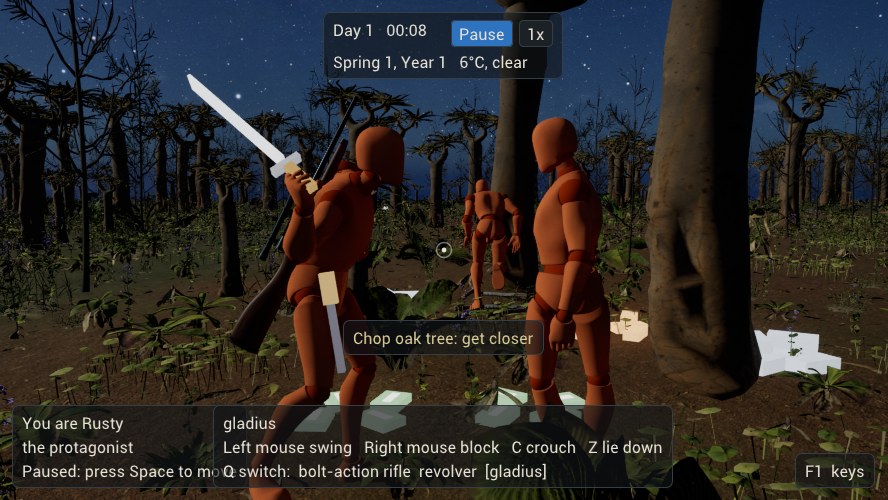 Day 1 00:08 Pause 1x
Spring 1, Year 1 6°C, clear
Chop oak tree: get closer
You are Rusty
the protagonist
Paused: press Space to mo
gladius
Left mouse swing Right mouse block C crouch Z lie down
Q switch: bolt-action rifle revolver [gladius]
F1 keys